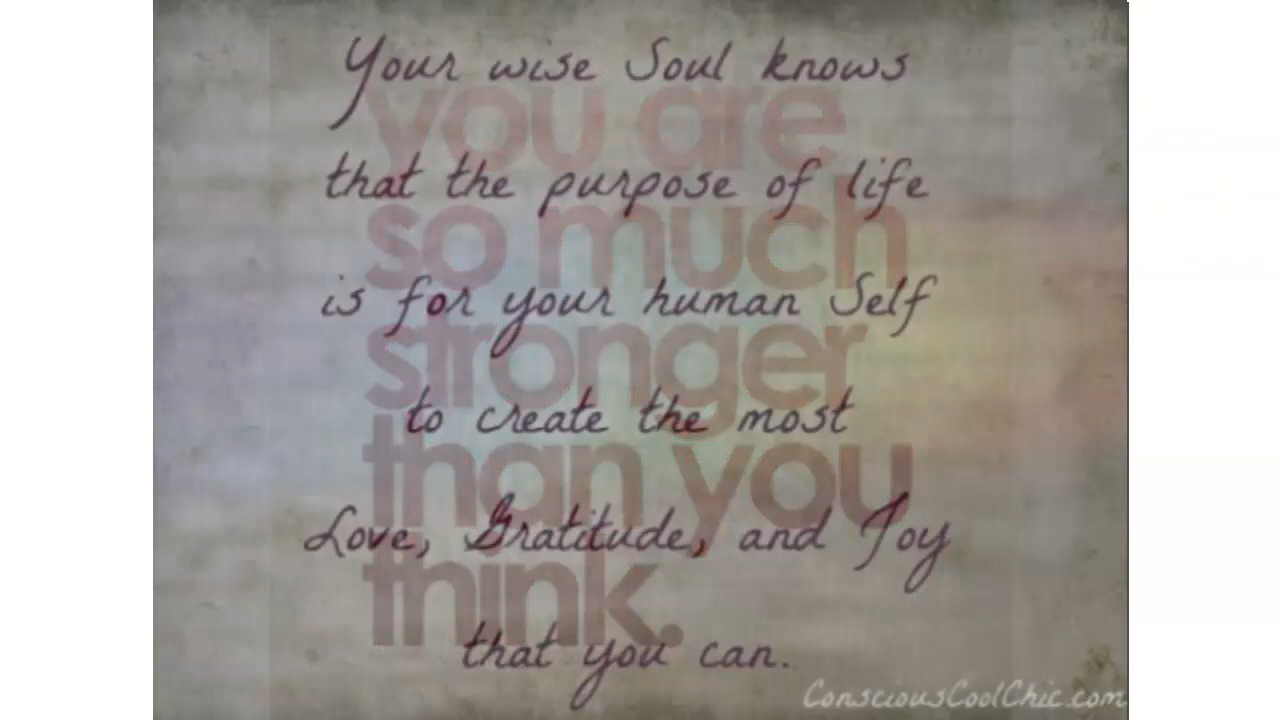 Your wise Soul knows
that the purpose of life
is for your human Self
to create the most
Love, Gratitude, and Joy
that you can.
you are
so much
stronger
than you
think.
ConsciousCoolChic.com